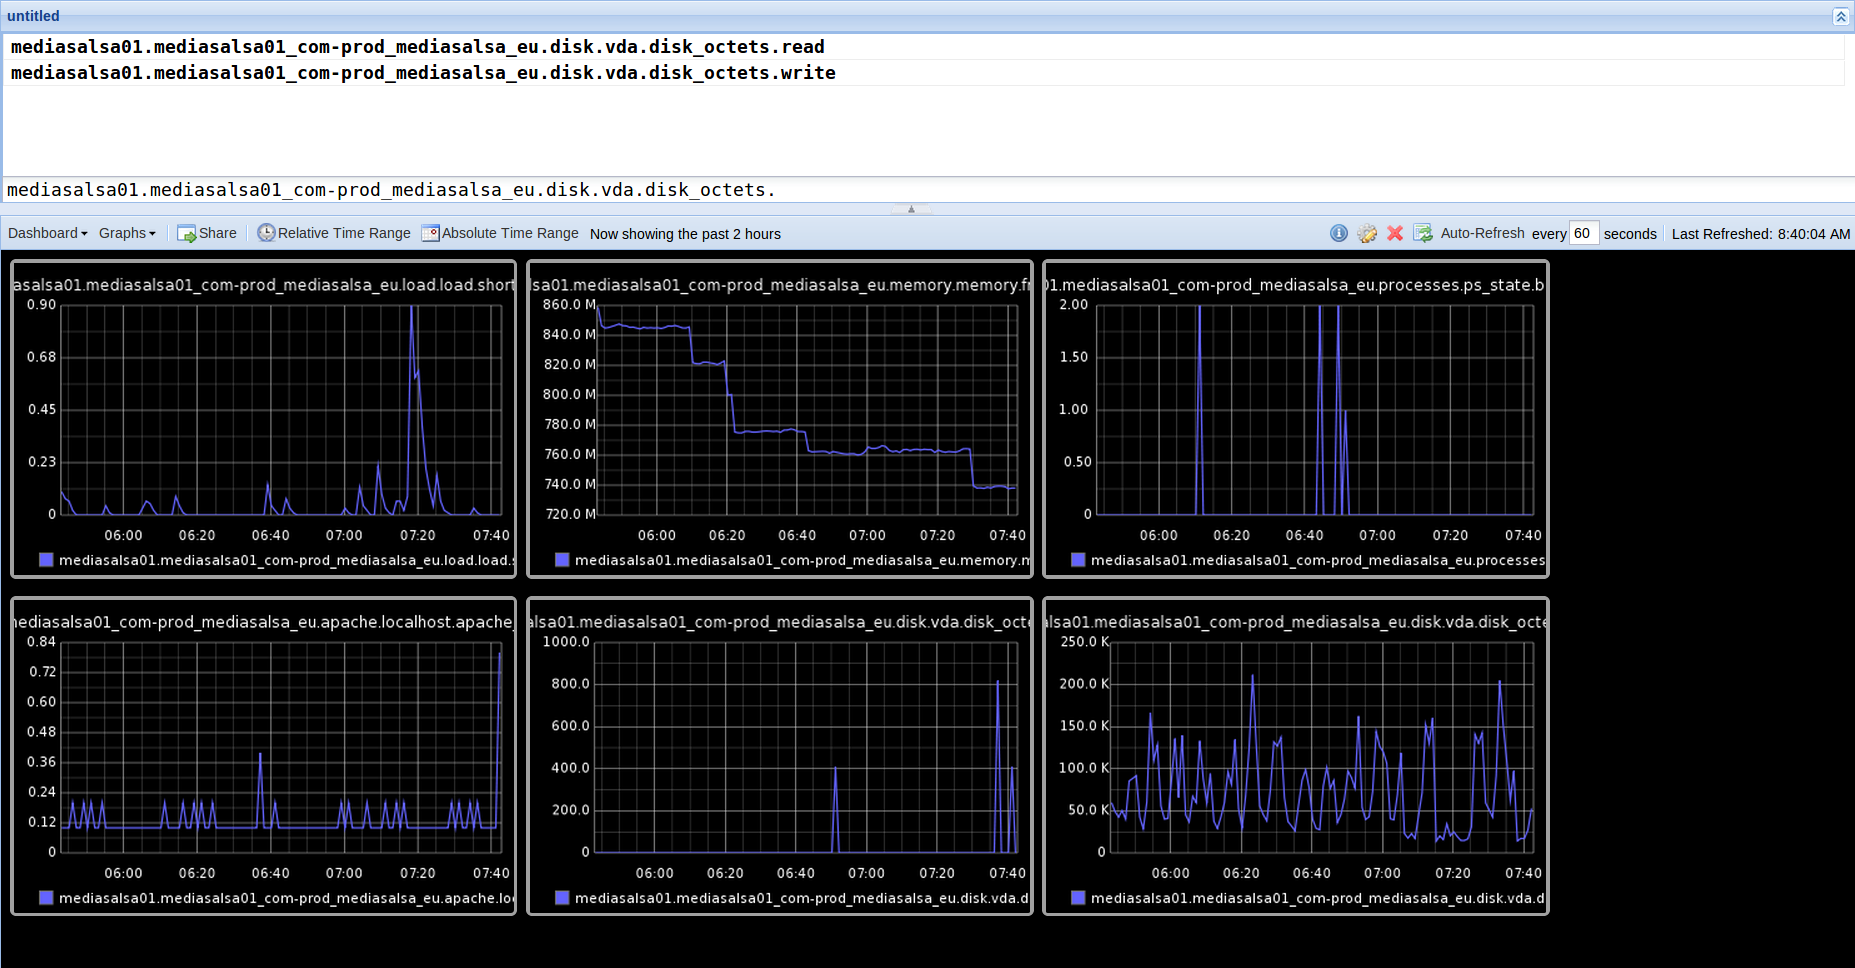 untitled
mediasalsa01.mediasalsa01_com-prod_mediasalsa_eu.disk.vda.disk_octets.read
mediasalsa01.mediasalsa01_com-prod_mediasalsa_eu.disk.vda.disk_octets.write
mediasalsa01.mediasalsa01_com-prod_mediasalsa_eu.disk.vda.disk_octets.
Dashboard Graphs Share Relative Time Range Absolute Time Range Now showing the past 2 hours Auto-Refresh every 60 seconds Last Refreshed: 8:40:04 AM
asalsa01.mediasalsa01_com-prod_mediasalsa_eu.load.load.short
0.90
0.68
0.45
0.23
0
06:00 06:20 06:40 07:00 07:20 07:40
mediasalsa01.mediasalsa01_com-prod_mediasalsa_eu.load.load.s
lsa01.mediasalsa01_com-prod_mediasalsa_eu.memory.memory.fr
860.0 M
840.0 M
820.0 M
800.0 M
780.0 M
760.0 M
740.0 M
720.0 M
06:00 06:20 06:40 07:00 07:20 07:40
mediasalsa01.mediasalsa01_com-prod_mediasalsa_eu.memory.m
01.mediasalsa01_com-prod_mediasalsa_eu.processes.ps_state.b
2.00
1.50
1.00
0.50
0
06:00 06:20 06:40 07:00 07:20 07:40
mediasalsa01.mediasalsa01_com-prod_mediasalsa_eu.processes
mediasalsa01_com-prod_mediasalsa_eu.apache.localhost.apache_
0.84
0.72
0.60
0.48
0.36
0.24
0.12
0
06:00 06:20 06:40 07:00 07:20 07:40
mediasalsa01.mediasalsa01_com-prod_mediasalsa_eu.apache.loc
alsa01.mediasalsa01_com-prod_mediasalsa_eu.disk.vda.disk_octe
1000.0
800.0
600.0
400.0
200.0
0
06:00 06:20 06:40 07:00 07:20 07:40
mediasalsa01.mediasalsa01_com-prod_mediasalsa_eu.disk.vda.d
alsa01.mediasalsa01_com-prod_mediasalsa_eu.disk.vda.disk_octe
250.0 K
200.0 K
150.0 K
100.0 K
50.0 K
0
06:00 06:20 06:40 07:00 07:20 07:40
mediasalsa01.mediasalsa01_com-prod_mediasalsa_eu.disk.vda.d